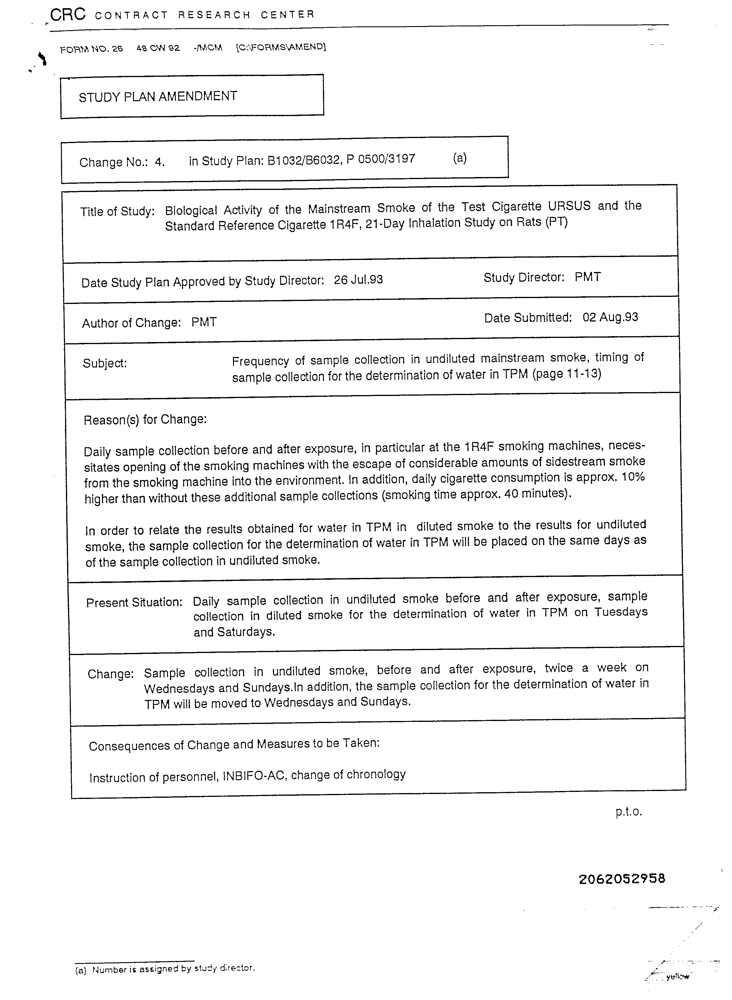 CRC CONTRACT RESEARCH CENTER
FORM NO. 26 48 CW 92 -/MCM [C:\FORMS\AMEND]
STUDY PLAN AMENDMENT
Change No.: 4. in Study Plan: B1032/B6032, P 0500/3197 (a)
Title of Study: Biological Activity of the Mainstream Smoke of the Test Cigarette URSUS and the
Standard Reference Cigarette 1R4F, 21-Day Inhalation Study on Rats (PT)
Date Study Plan Approved by Study Director: 26 Jul.93 Study Director: PMT
Author of Change: PMT Date Submitted: 02 Aug.93
Subject: Frequency of sample collection in undiluted mainstream smoke, timing of
sample collection for the determination of water in TPM (page 11-13)
Reason(s) for Change:
Daily sample collection before and after exposure, in particular at the 1R4F smoking machines, neces-
sitates opening of the smoking machines with the escape of considerable amounts of sidestream smoke
from the smoking machine into the environment. In addition, daily cigarette consumption is approx. 10%
higher than without these additional sample collections (smoking time approx. 40 minutes).
In order to relate the results obtained for water in TPM in diluted smoke to the results for undiluted
smoke, the sample collection for the determination of water in TPM will be placed on the same days as
of the sample collection in undiluted smoke.
Present Situation: Daily sample collection in undiluted smoke before and after exposure, sample
collection in diluted smoke for the determination of water in TPM on Tuesdays
and Saturdays.
Change: Sample collection in undiluted smoke, before and after exposure, twice a week on
Wednesdays and Sundays.In addition, the sample collection for the determination of water in
TPM will be moved to Wednesdays and Sundays.
Consequences of Change and Measures to be Taken:
Instruction of personnel, INBIFO-AC, change of chronology
p.t.o.
2062052958
(a) Number is assigned by study director.
yellow